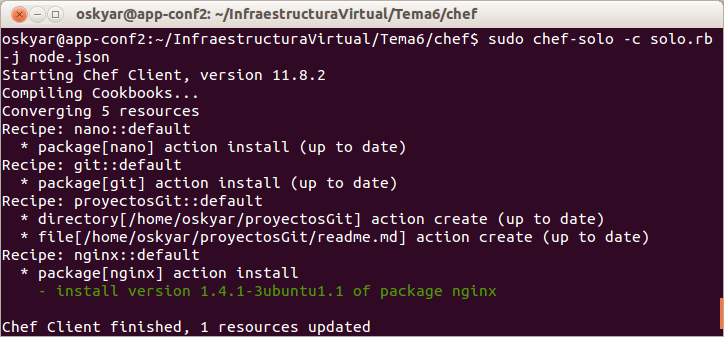 oskyar@app-conf2: ~/InfraestructuraVirtual/Tema6/chef
oskyar@app-conf2:~/InfraestructuraVirtual/Tema6/chef$ sudo chef-solo -c solo.rb
-j node.json
Starting Chef Client, version 11.8.2
Compiling Cookbooks...
Converging 5 resources
Recipe: nano::default
  * package[nano] action install (up to date)
Recipe: git::default
  * package[git] action install (up to date)
Recipe: proyectosGit::default
  * directory[/home/oskyar/proyectosGit] action create (up to date)
  * file[/home/oskyar/proyectosGit/readme.md] action create (up to date)
Recipe: nginx::default
  * package[nginx] action install
    - install version 1.4.1-3ubuntu1.1 of package nginx
Chef Client finished, 1 resources updated